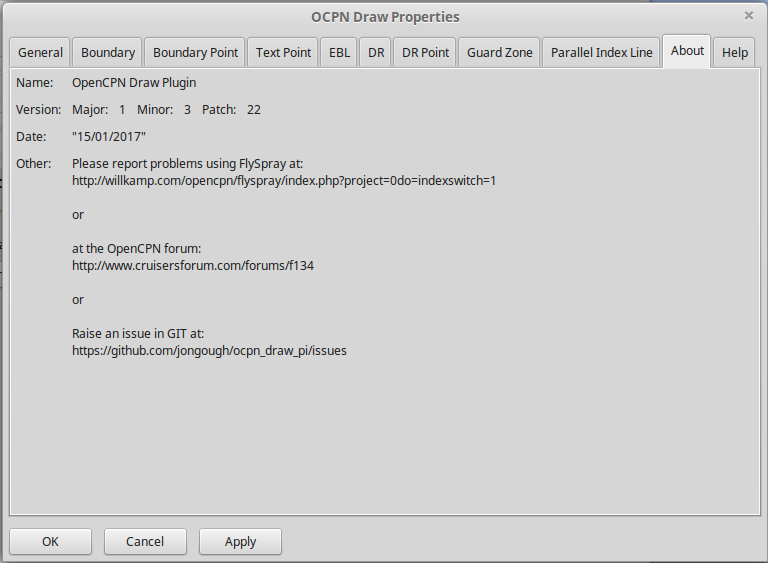 OCPN Draw Properties
General Boundary Boundary Point Text Point EBL DR DR Point Guard Zone Parallel Index Line About Help
Name: OpenCPN Draw Plugin
Version: Major: 1 Minor: 3 Patch: 22
Date: "15/01/2017"
Other: Please report problems using FlySpray at:
http://willkamp.com/opencpn/flyspray/index.php?project=0do=indexswitch=1
or
at the OpenCPN forum:
http://www.cruisersforum.com/forums/f134
or
Raise an issue in GIT at:
https://github.com/jongough/ocpn_draw_pi/issues
OK Cancel Apply